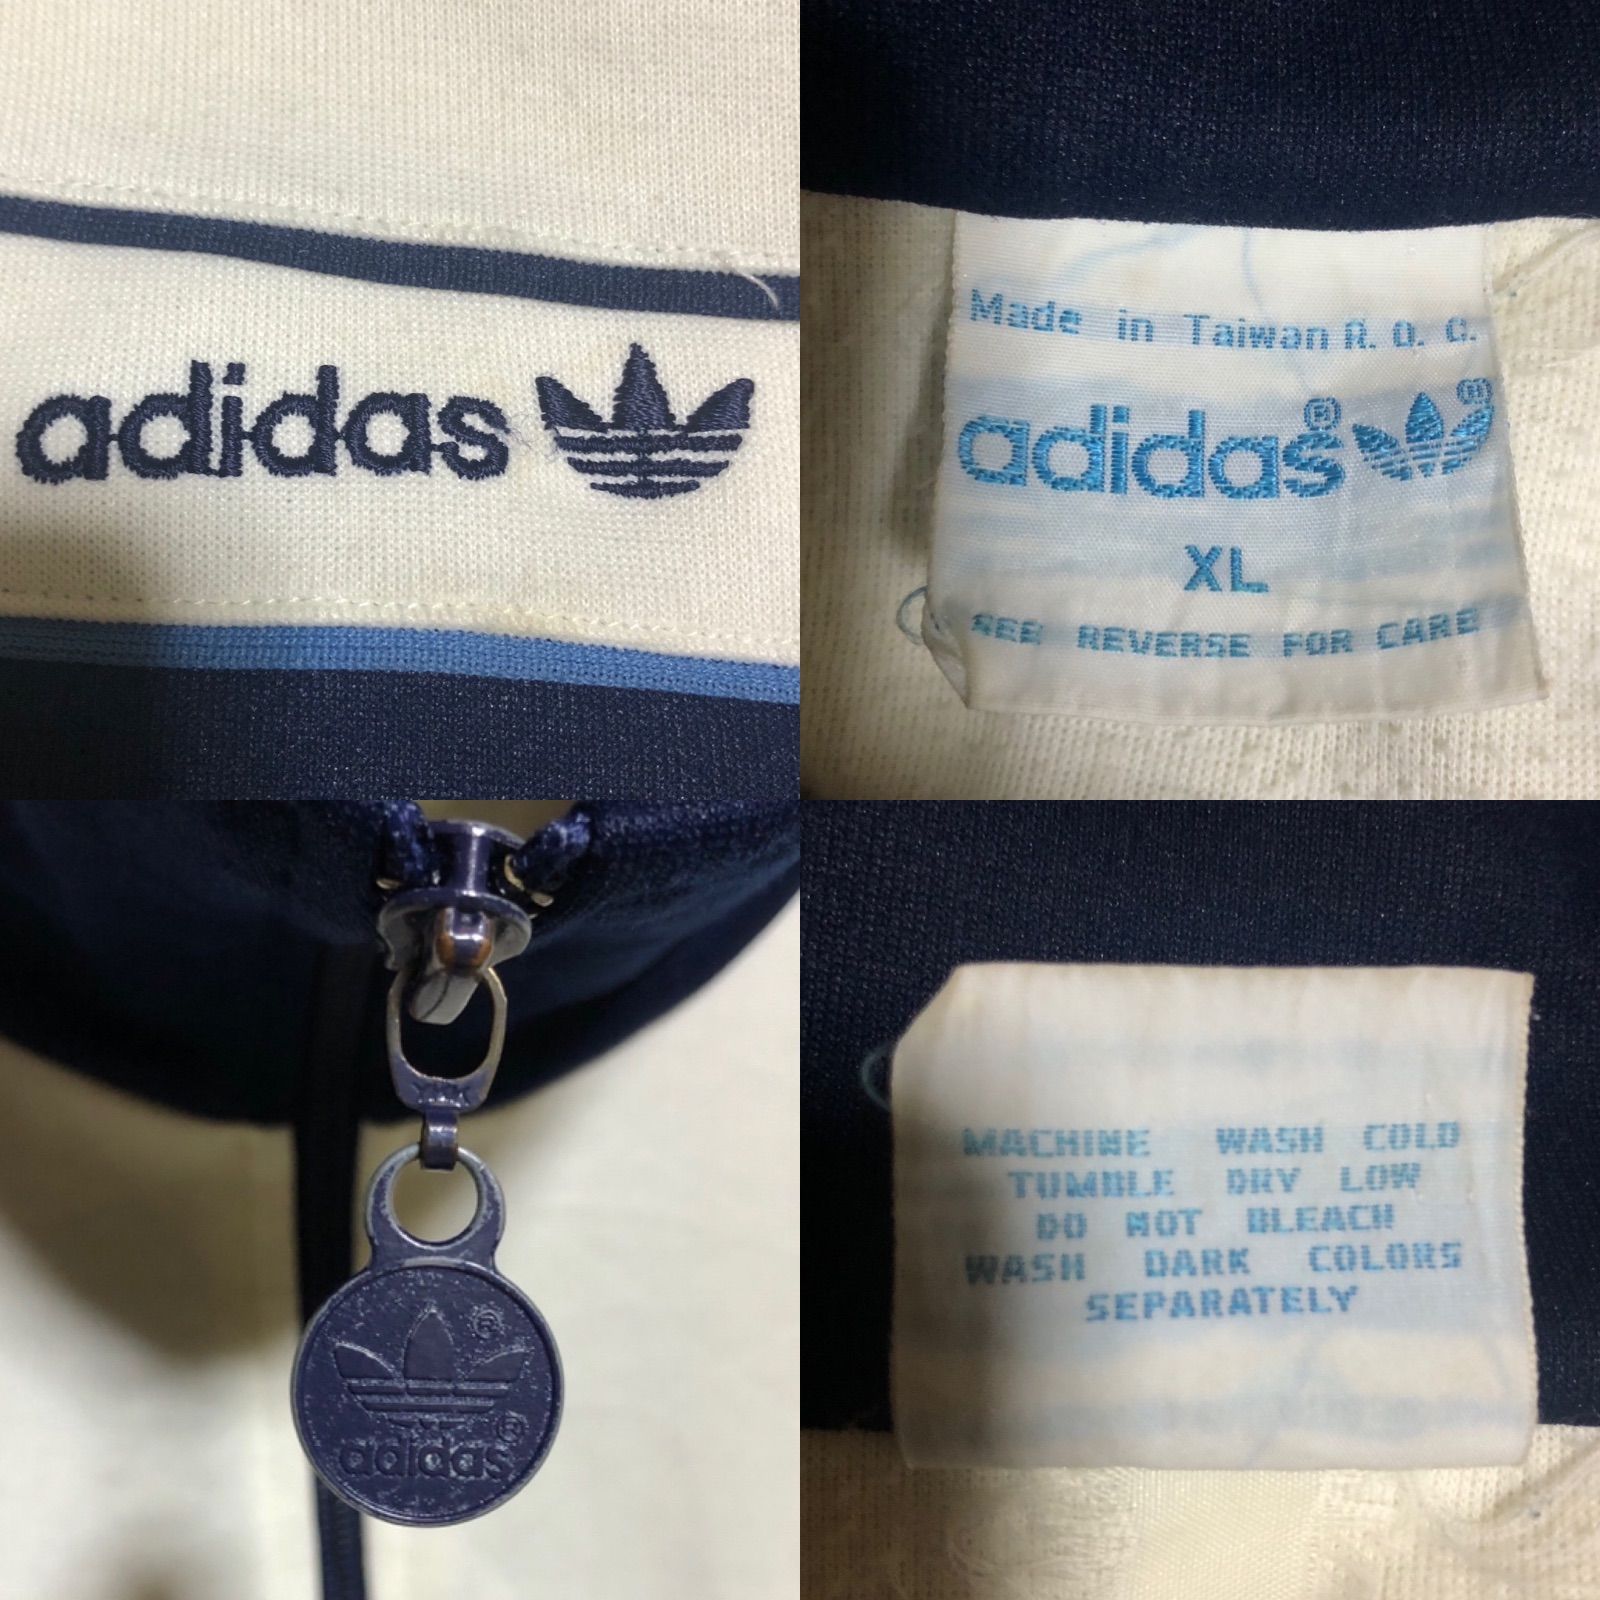 adidas
Made in Taiwan R. O. C.
adidas® ®
XL
SEE REVERSE FOR CARE
YKK
®
adidas®
MACHINE WASH COLD
TUMBLE DRY LOW
DO NOT BLEACH
WASH DARK COLORS
SEPARATELY